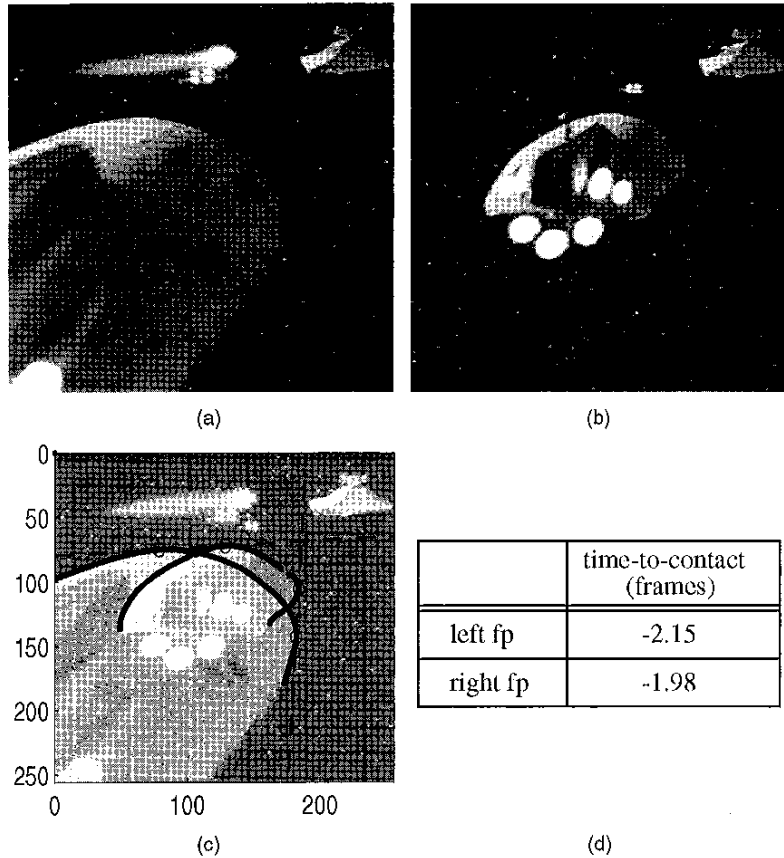 (a)
(b)
0
50
100
150
200
250
0 100 200
(c)
time-to-contact
(frames)
left fp -2.15
right fp -1.98
(d)